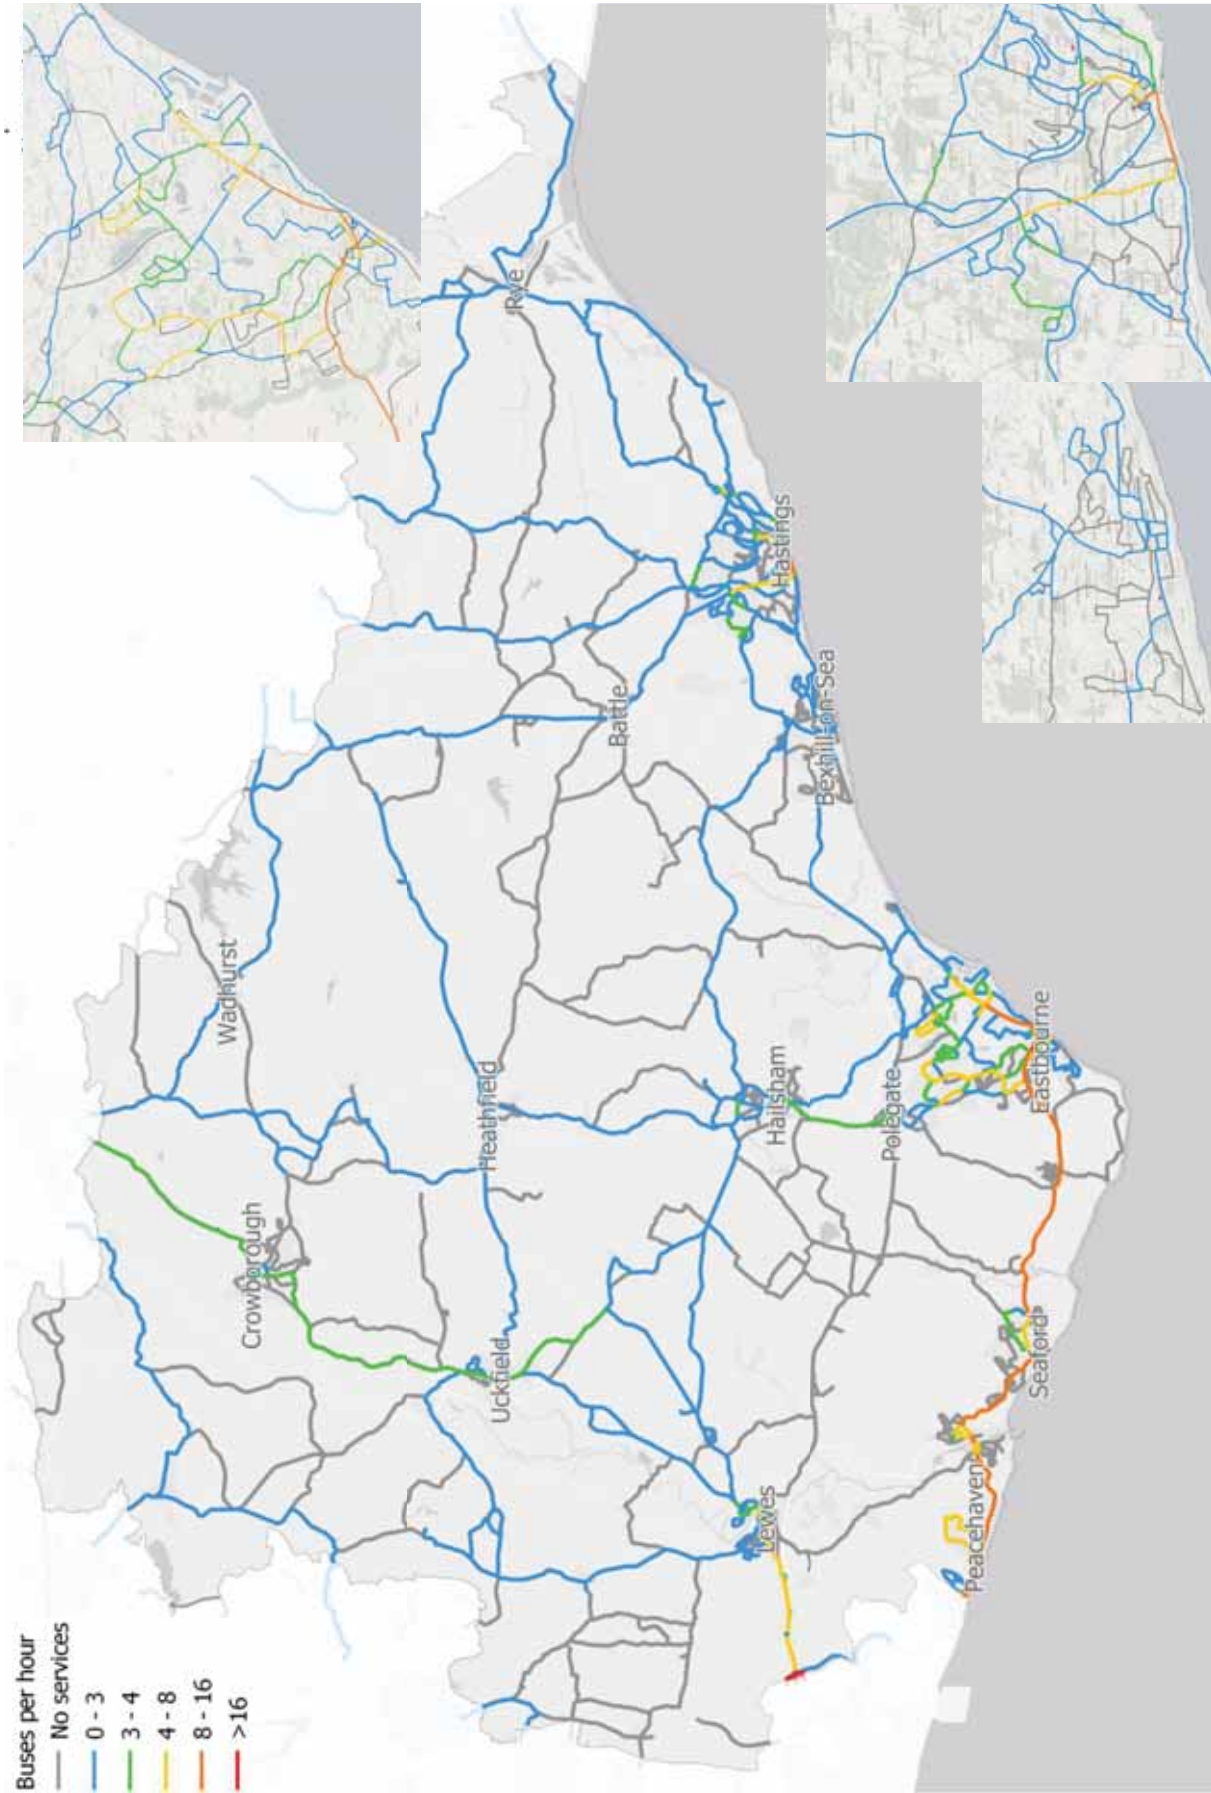 Buses per hour
No services
0 - 3
3 - 4
4 - 8
8 - 16
>16
Crowborough
Wadhurst
Uckfield
Heathfield
Rye
Battle
Lewes
Hailsham
Hastings
Bexhill-on-Sea
Polegate
Peacehaven
Seaford
Eastbourne